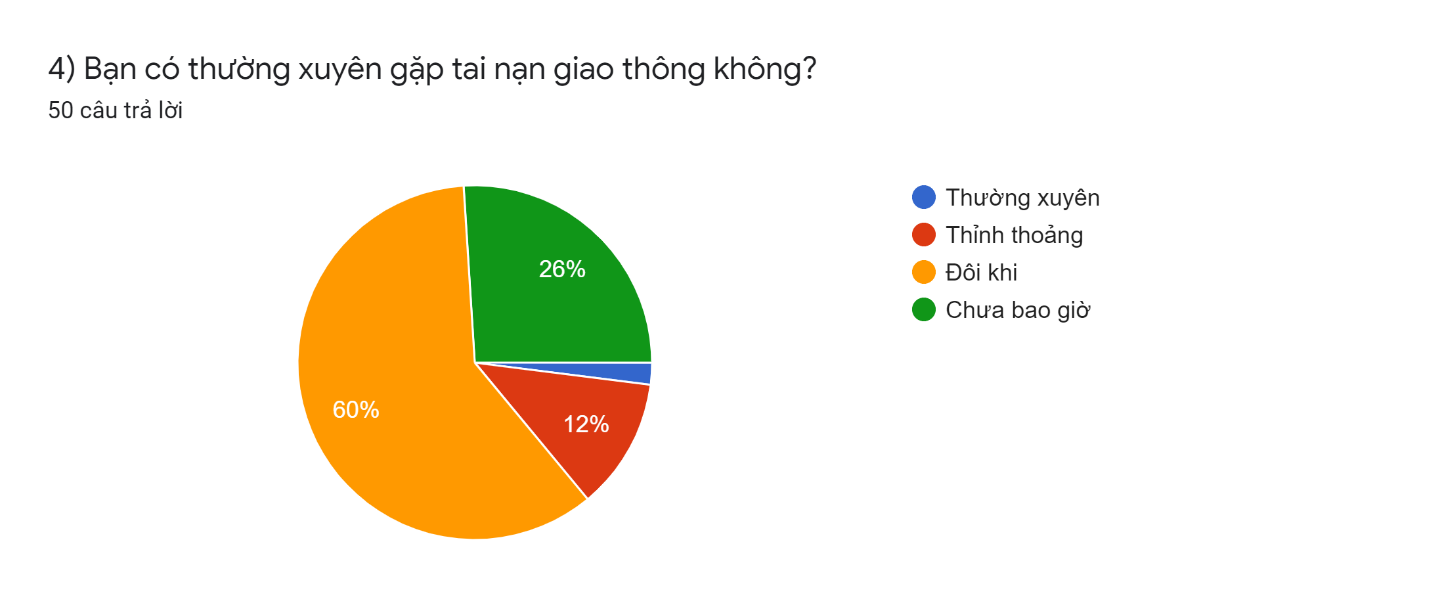 4) Bạn có thường xuyên gặp tai nạn giao thông không?
50 câu trả lời
Thường xuyên
Thỉnh thoảng
Đôi khi
Chưa bao giờ
26%
60%
12%